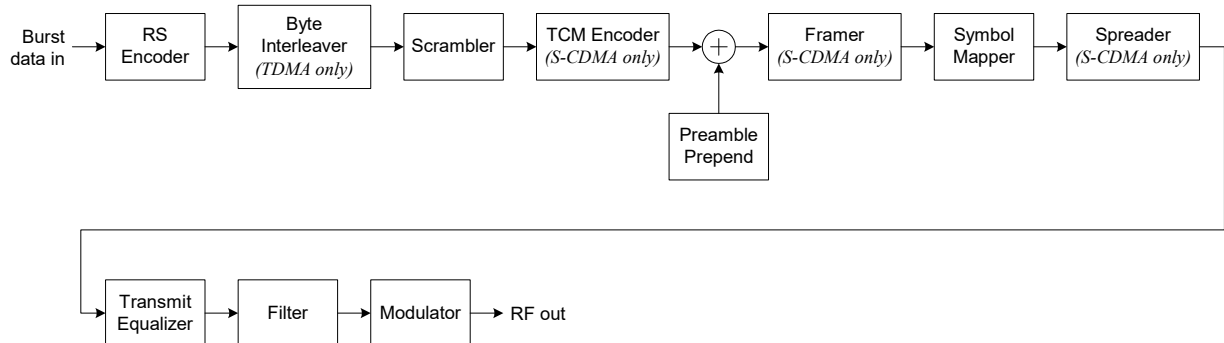 Burst
data in
RS
Encoder
Byte
Interleaver
(TDMA only)
Scrambler
TCM Encoder
(S-CDMA only)
+
Framer
(S-CDMA only)
Symbol
Mapper
Spreader
(S-CDMA only)
Preamble
Prepend
Transmit
Equalizer
Filter
Modulator
RF out